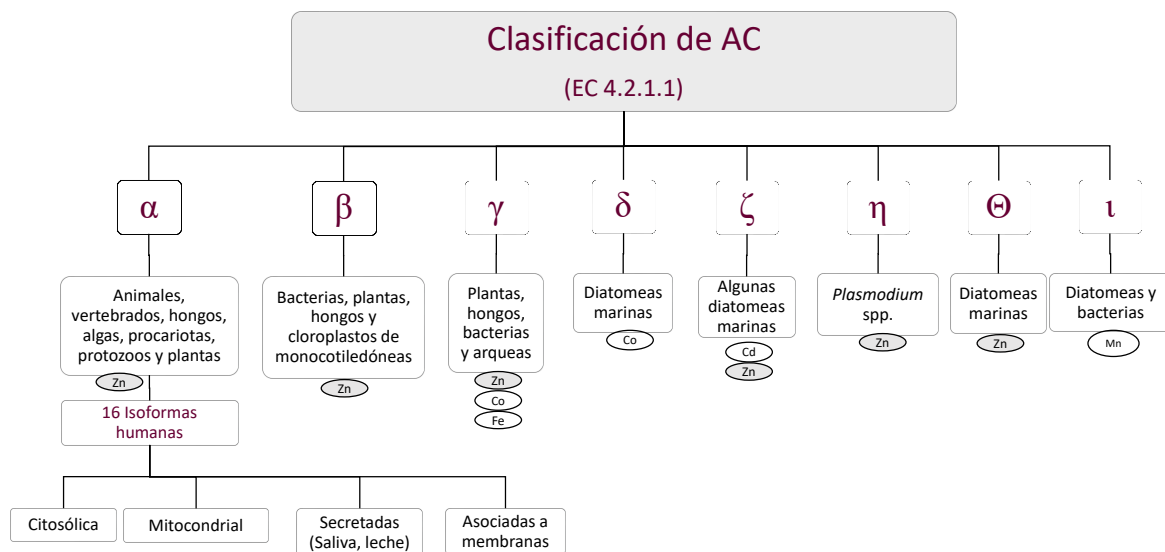 Clasificación de AC
(EC 4.2.1.1)
α
β
γ
δ
ζ
η
Θ
ι
Animales,
vertebrados, hongos,
algas, procariotas,
protozoos y plantas
Zn
Bacterias, plantas,
hongos y
cloroplastos de
monocotiledóneas
Zn
Plantas,
hongos,
bacterias
y arqueas
Zn
Co
Fe
Diatomeas
marinas
Co
Algunas
diatomeas
marinas
Cd
Zn
Plasmodium
spp.
Zn
Diatomeas
marinas
Zn
Diatomeas y
bacterias
Mn
16 Isoformas
humanas
Citosólica
Mitocondrial
Secretadas
(Saliva, leche)
Asociadas a
membranas